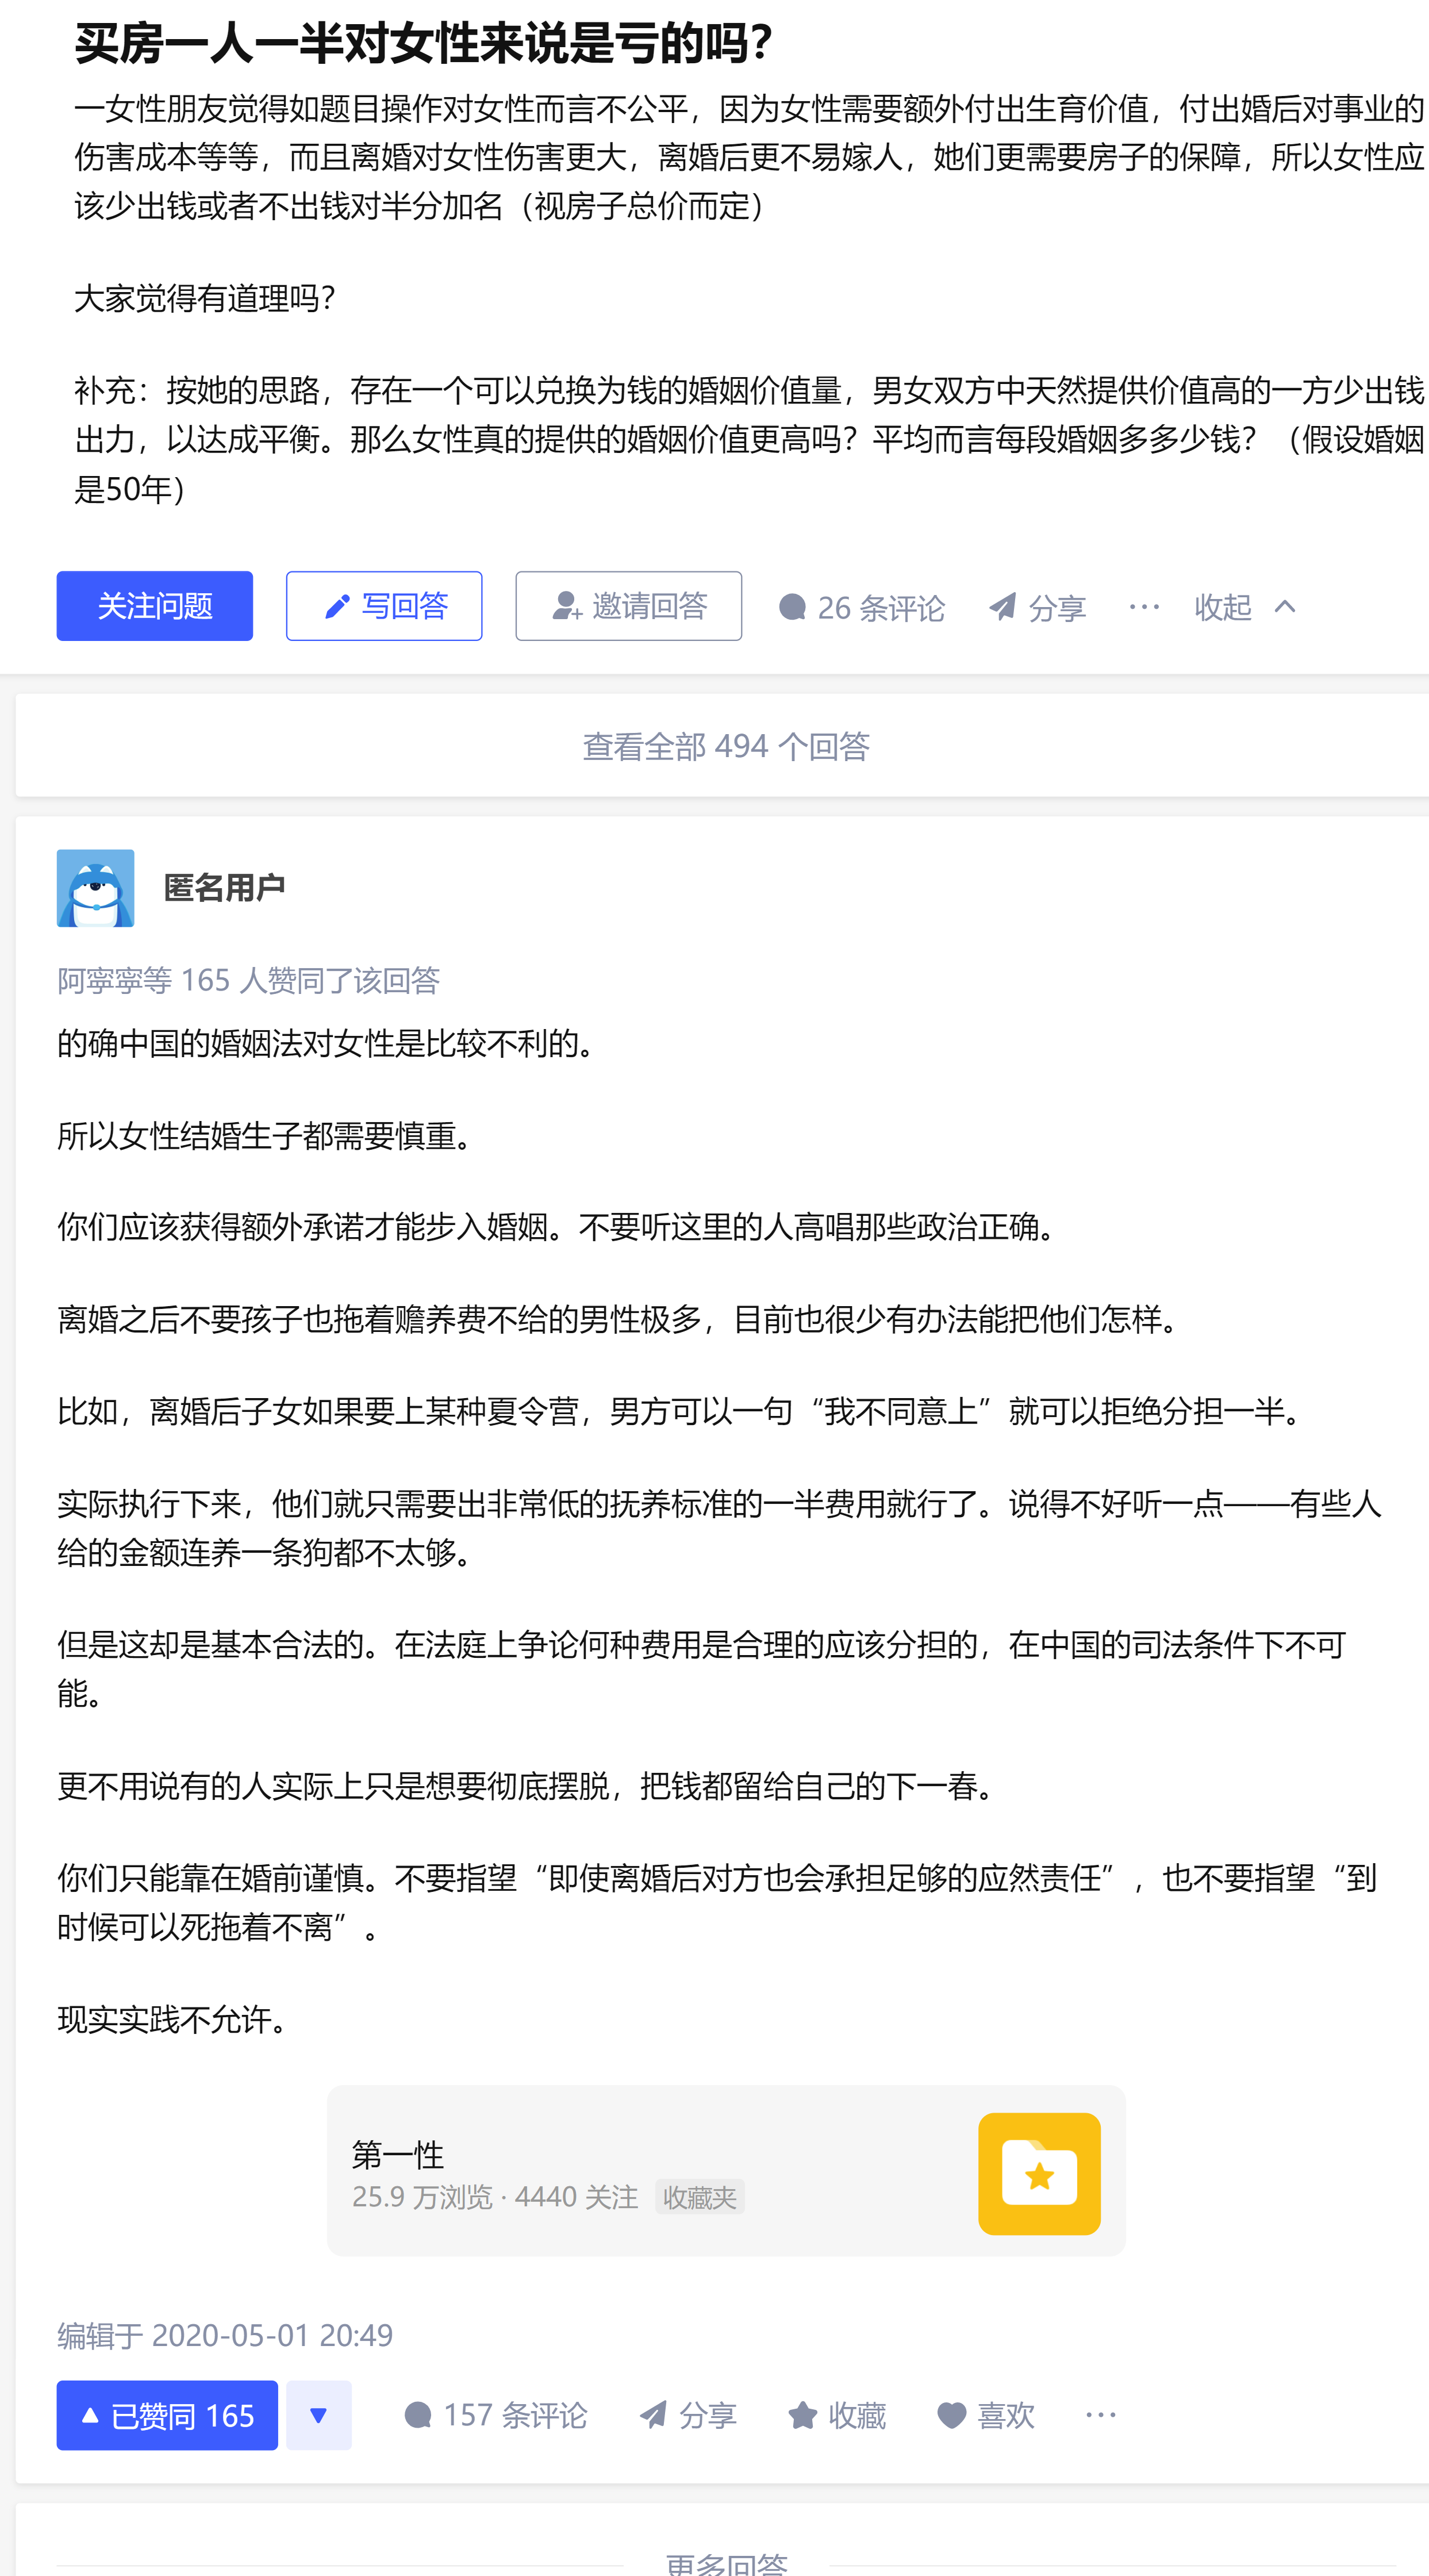 买房一人一半对女性来说是亏的吗？
一女性朋友觉得如题目操作对女性而言不公平，因为女性需要额外付出生育价值，付出婚后对事业的
伤害成本等等，而且离婚对女性伤害更大，离婚后更不易嫁人，她们更需要房子的保障，所以女性应
该少出钱或者不出钱对半分加名（视房子总价而定）
大家觉得有道理吗？
补充：按她的思路，存在一个可以兑换为钱的婚姻价值量，男女双方中天然提供价值高的一方少出钱
出力，以达成平衡。那么女性真的提供的婚姻价值更高吗？平均而言每段婚姻多多少钱？（假设婚姻
是50年）
关注问题 写回答 邀请回答 26 条评论 分享 ··· 收起
查看全部 494 个回答
匿名用户
阿寜寜等 165 人赞同了该回答
的确中国的婚姻法对女性是比较不利的。
所以女性结婚生子都需要慎重。
你们应该获得额外承诺才能步入婚姻。不要听这里的人高唱那些政治正确。
离婚之后不要孩子也拖着赡养费不给的男性极多，目前也很少有办法能把他们怎样。
比如，离婚后子女如果要上某种夏令营，男方可以一句“我不同意上”就可以拒绝分担一半。
实际执行下来，他们就只需要出非常低的抚养标准的一半费用就行了。说得不好听一点——有些人
给的金额连养一条狗都不太够。
但是这却是基本合法的。在法庭上争论何种费用是合理的应该分担的，在中国的司法条件下不可
能。
更不用说有的人实际上只是想要彻底摆脱，把钱都留给自己的下一春。
你们只能靠在婚前谨慎。不要指望“即使离婚后对方也会承担足够的应然责任”，也不要指望“到
时候可以死拖着不离”。
现实实践不允许。
第一性
25.9 万浏览 · 4440 关注 收藏夹
编辑于 2020-05-01 20:49
已赞同 165 157 条评论 分享 收藏 喜欢 ···
更多回答